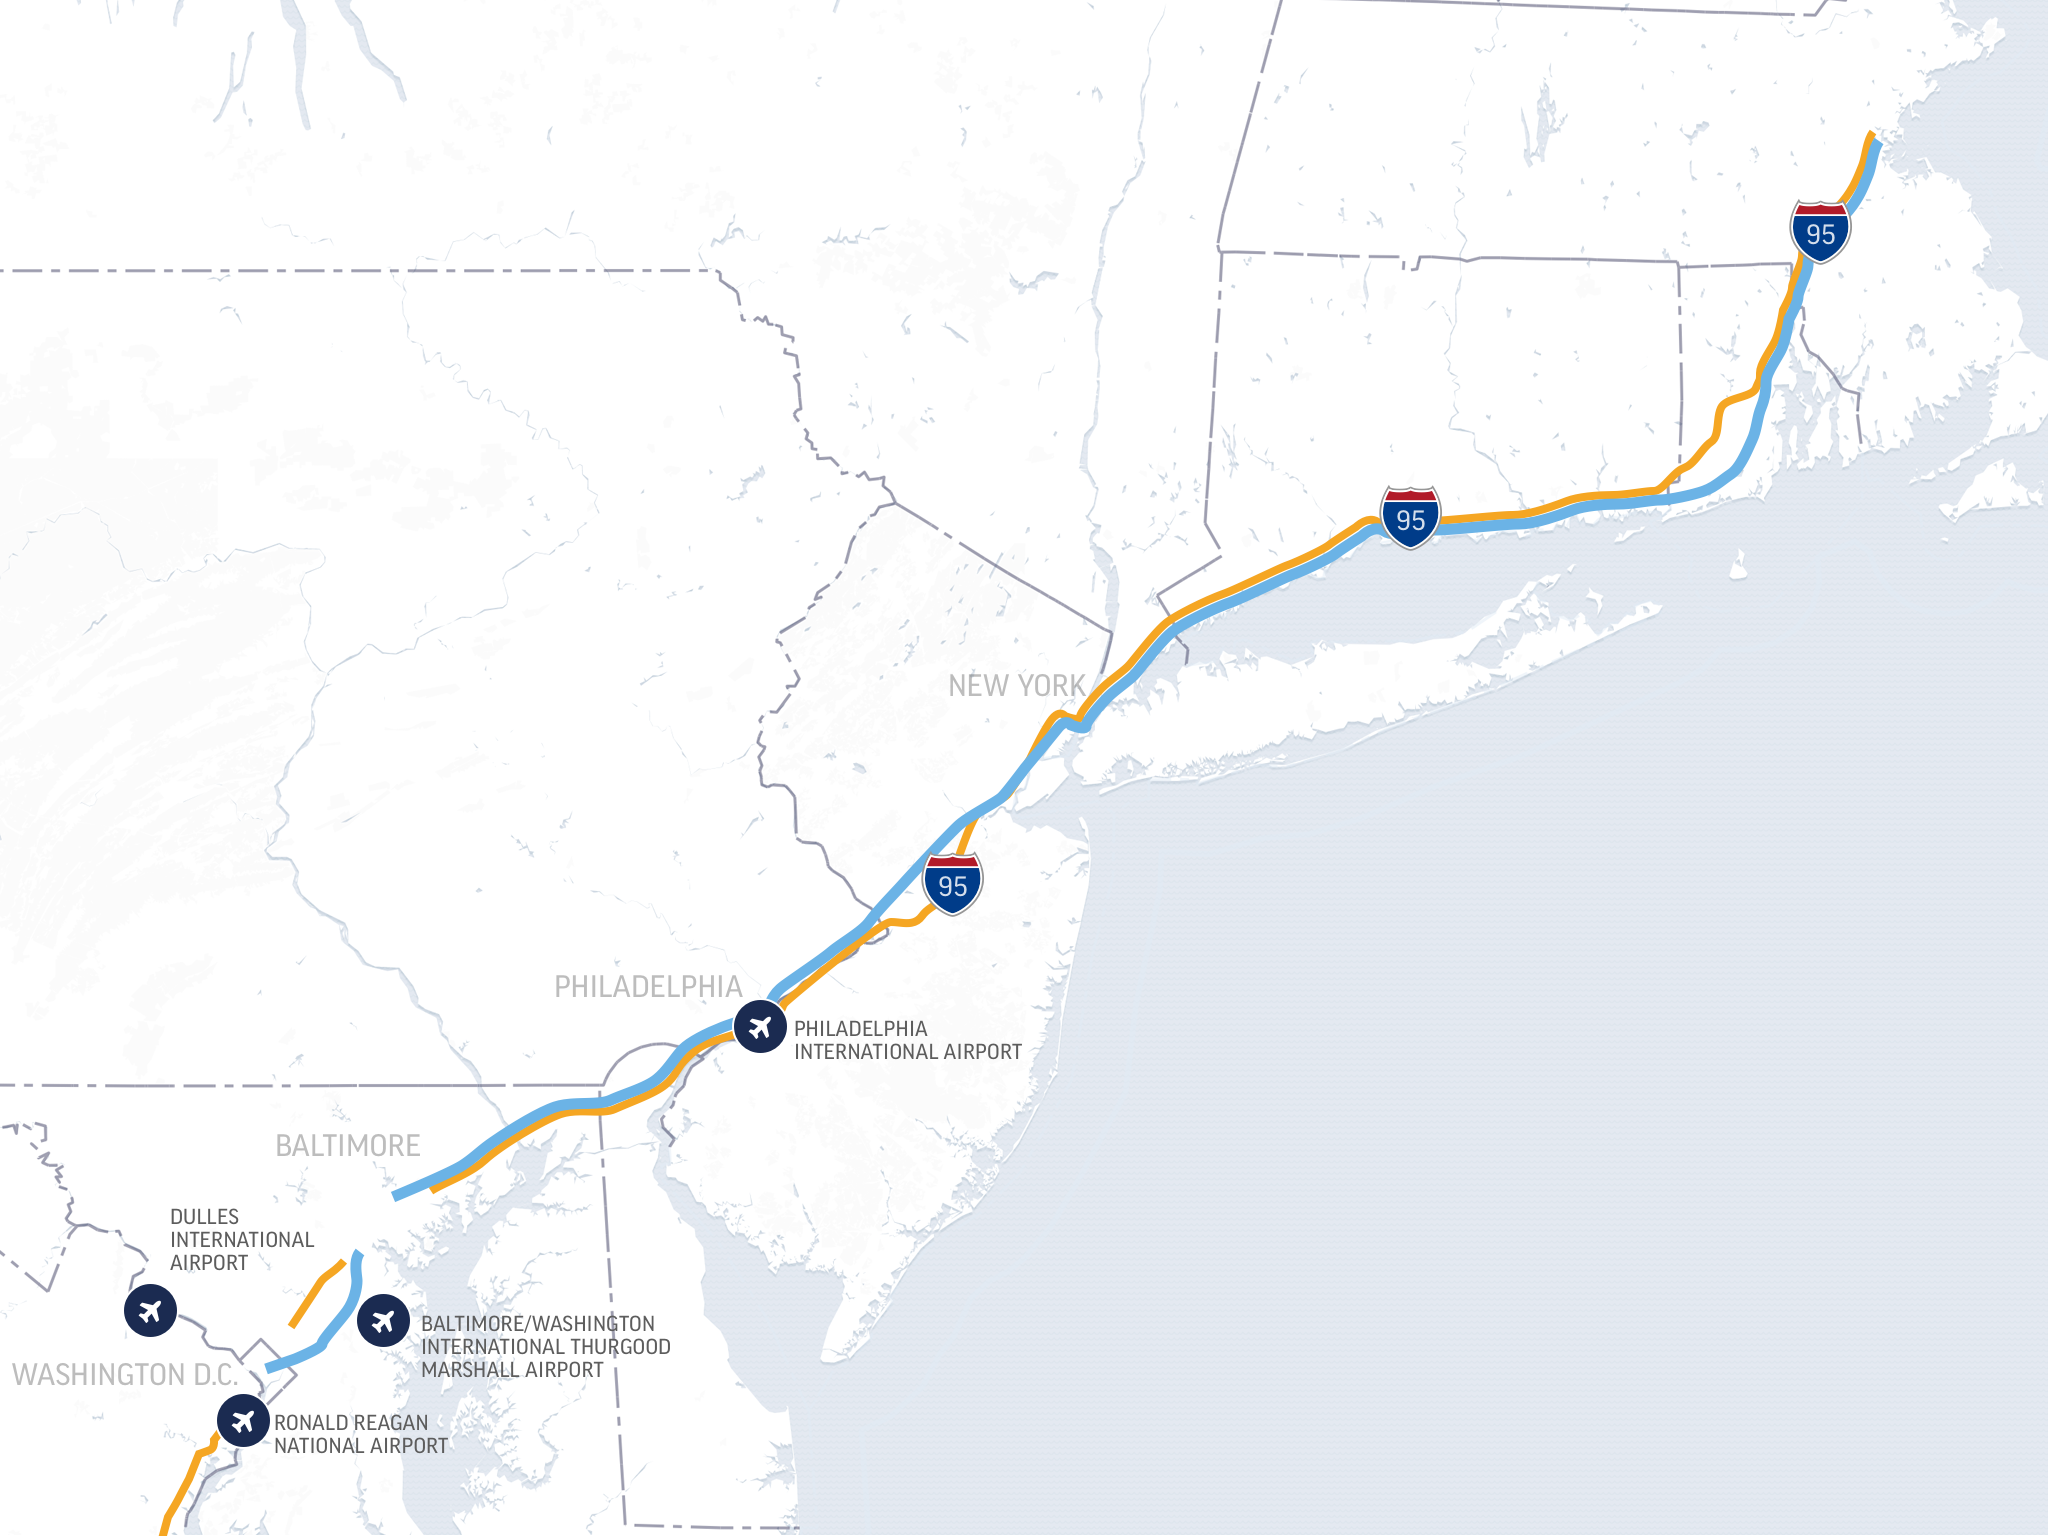 95
95
NEW YORK
95
PHILADELPHIA
PHILADELPHIA
INTERNATIONAL AIRPORT
BALTIMORE
DULLES
INTERNATIONAL
AIRPORT
BALTIMORE/WASHINGTON
INTERNATIONAL THURGOOD
MARSHALL AIRPORT
WASHINGTON D.C.
RONALD REAGAN
NATIONAL AIRPORT